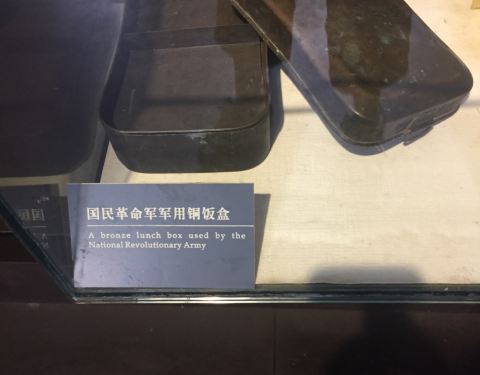 国民革命军军用铜饭盒
A bronze lunch box used by the
National Revolutionary Army